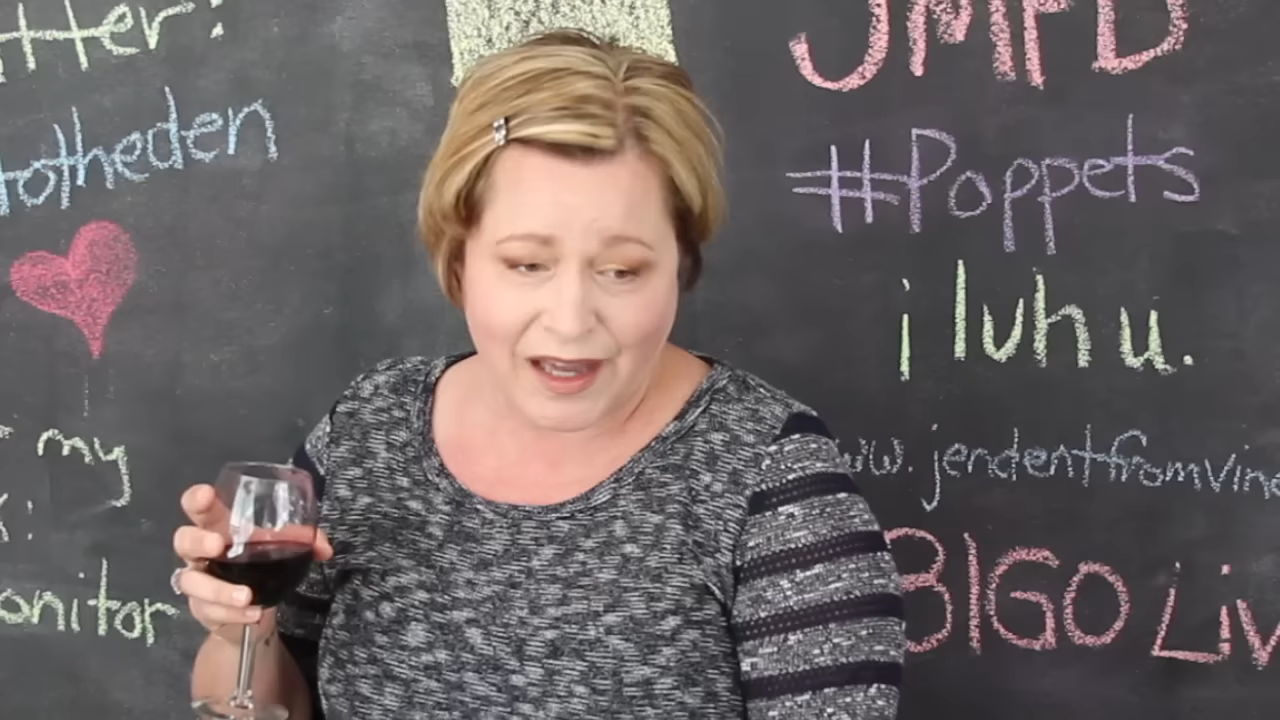 tter:
totheden
my
K:
onitor
JMPD
#Poppets
i luh u.
ww.jendentfromvine
BIGO Liv